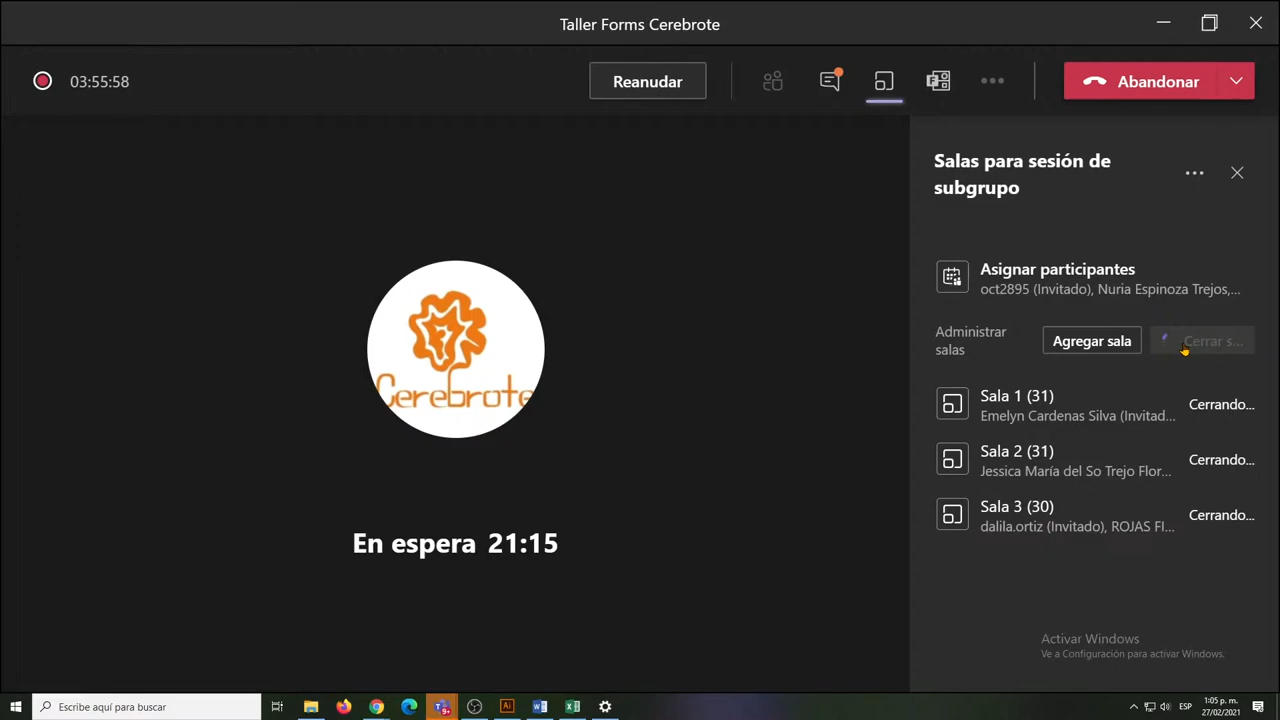 Taller Forms Cerebrote
03:55:58
Reanudar
Abandonar
Salas para sesión de
subgrupo
Asignar participantes
oct2895 (Invitado), Nuria Espinoza Trejos,...
Administrar
salas
Agregar sala
Cerrar s...
Sala 1 (31)
Emelyn Cardenas Silva (Invitad...
Cerrando...
Sala 2 (31)
Jessica María del So Trejo Flor...
Cerrando...
Sala 3 (30)
dalila.ortiz (Invitado), ROJAS FI...
Cerrando...
Cerebrote
En espera 21:15
Activar Windows
Ve a Configuración para activar Windows.
Escribe aquí para buscar
9+
ESP
1:05 p. m.
27/02/2021